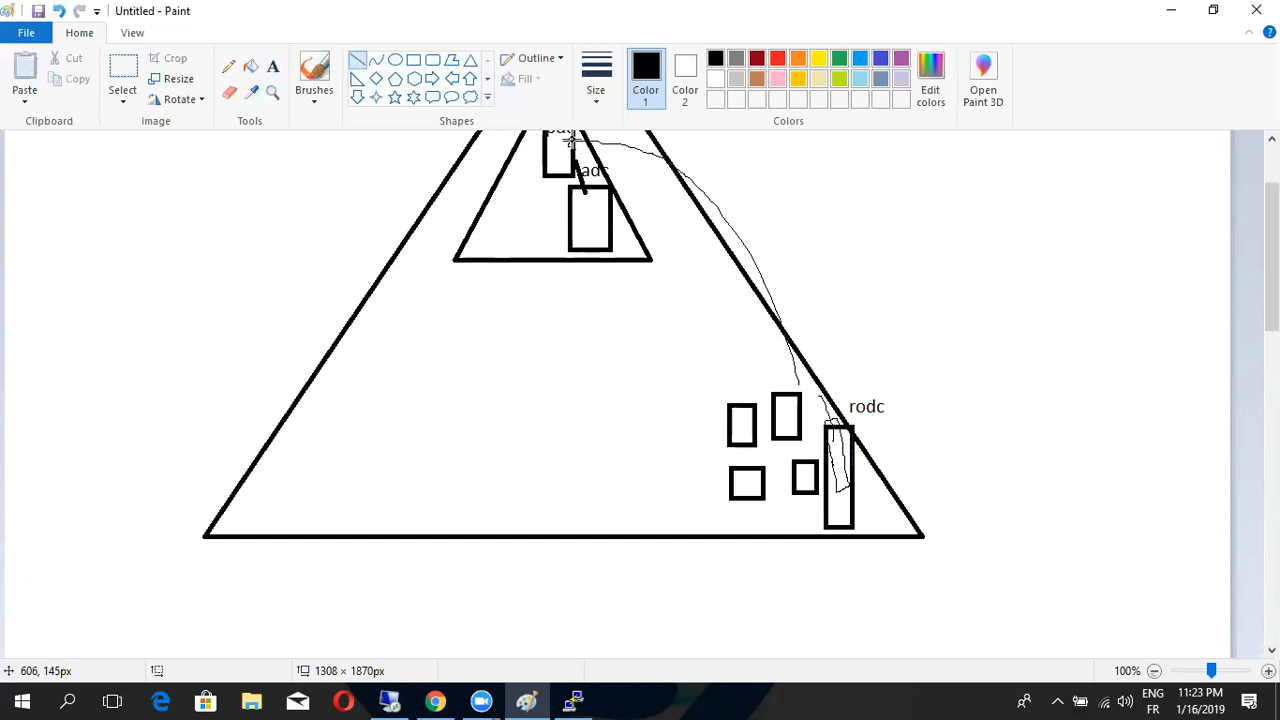 Untitled - Paint
File Home View
Cut
Copy
Paste
Clipboard
Crop
Resize
Rotate
Select
Image
Tools
Brushes
Outline
Fill
Shapes
Size
Color 1
Color 2
Edit colors
Colors
Open Paint 3D
adc
rodc
606, 145px
1308 × 1870px
100%
ENG
FR
11:23 PM
1/16/2019